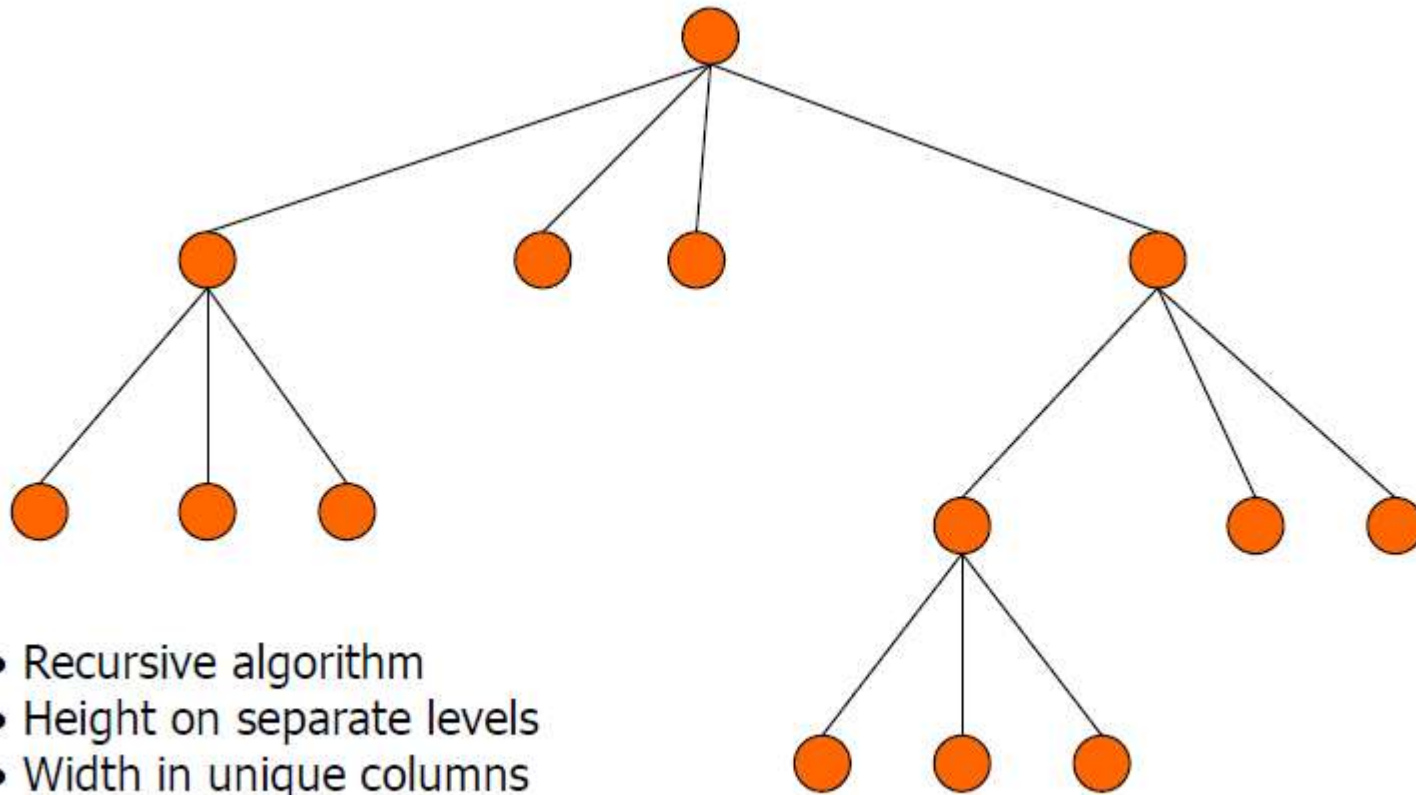 • Recursive algorithm
• Height on separate levels
• Width in unique columns